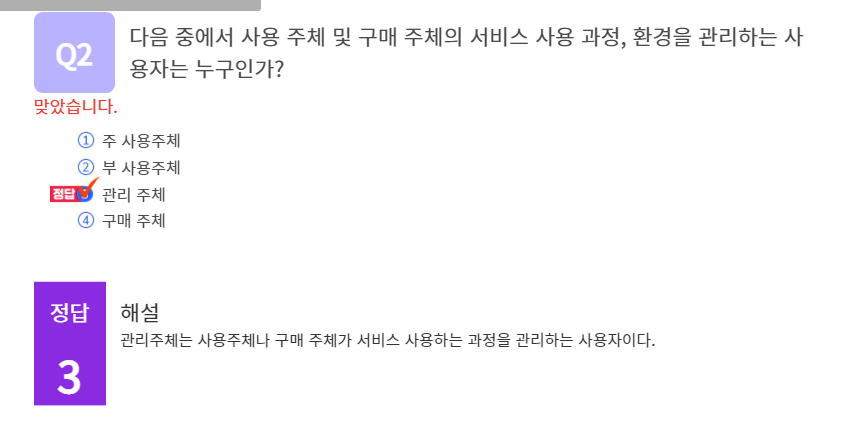 Q2
다음 중에서 사용 주체 및 구매 주체의 서비스 사용 과정, 환경을 관리하는 사
용자는 누구인가?
맞았습니다.
① 주 사용주체
② 부 사용주체
정답 관리 주체
④ 구매 주체
정답
3
해설
관리주체는 사용주체나 구매 주체가 서비스 사용하는 과정을 관리하는 사용자이다.